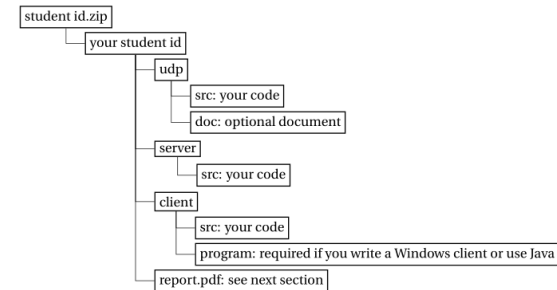 student id.zip
your student id
udp
src: your code
doc: optional document
server
src: your code
client
src: your code
program: required if you write a Windows client or use Java
report.pdf: see next section